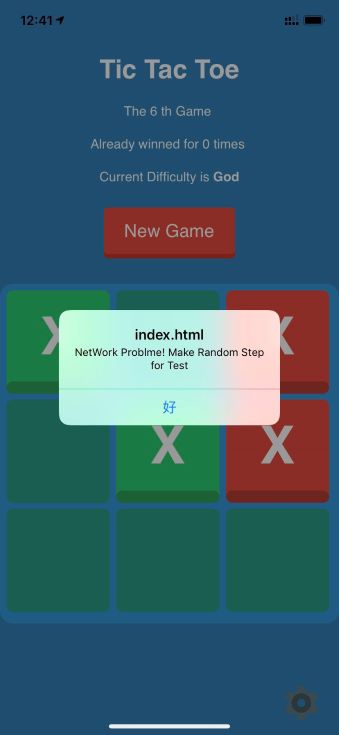 12:41
Tic Tac Toe
The 6 th Game
Already winned for 0 times
Current Difficulty is God
New Game
X X
index.html
NetWork Problme! Make Random Step
for Test
好
X X